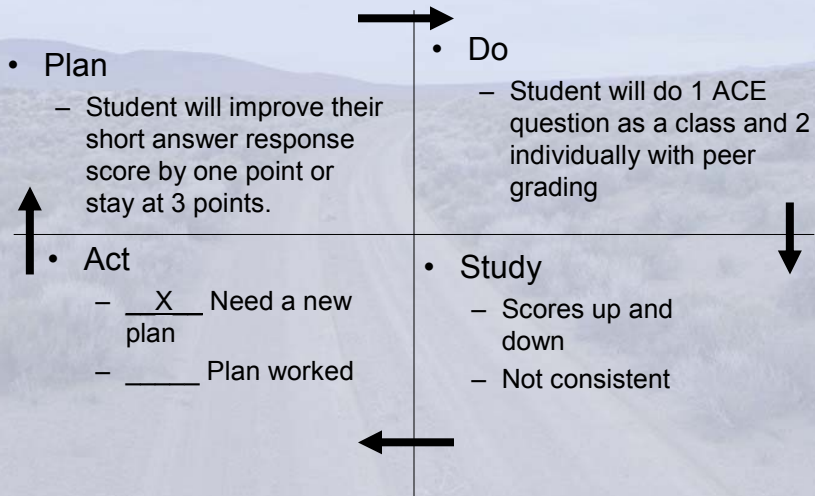 • Plan
– Student will improve their
short answer response
score by one point or
stay at 3 points.
• Do
– Student will do 1 ACE
question as a class and 2
individually with peer
grading
• Act
– __X__ Need a new
plan
– _____ Plan worked
• Study
– Scores up and
down
– Not consistent